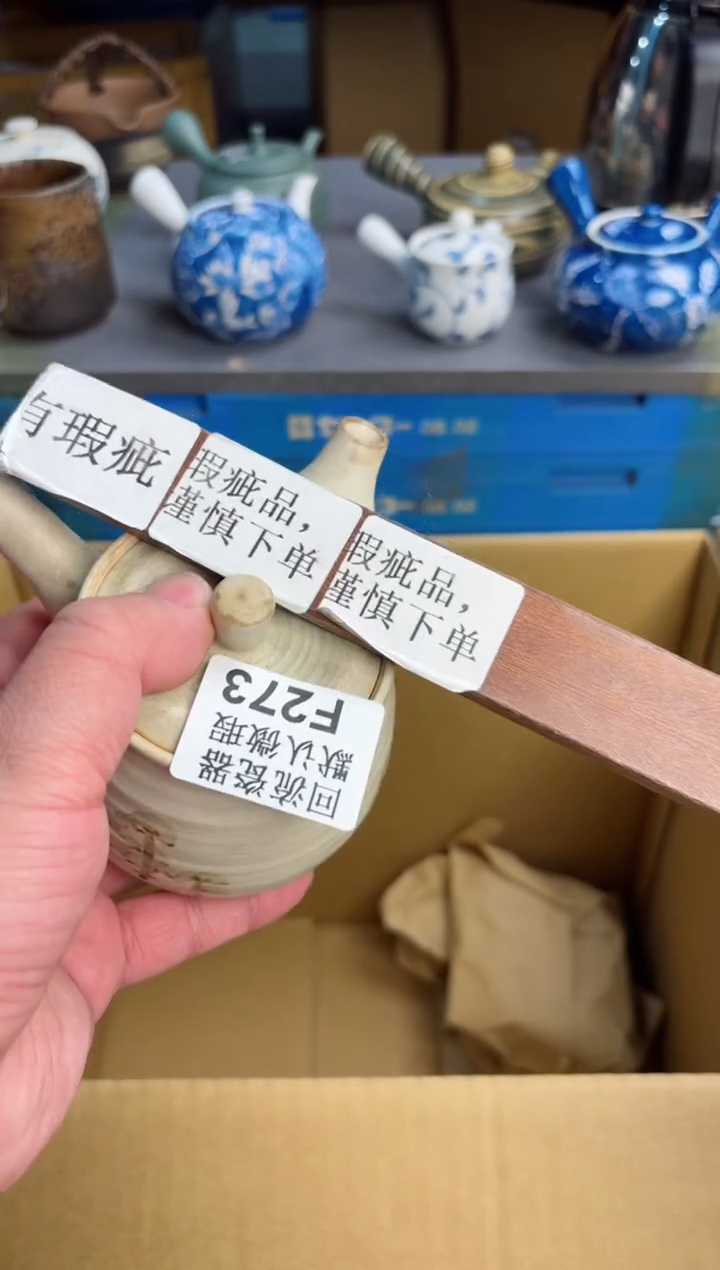 有瑕疵
瑕疵品，
谨慎下单
瑕疵品，
谨慎下单
回流瓷器
默认微瑕
F273